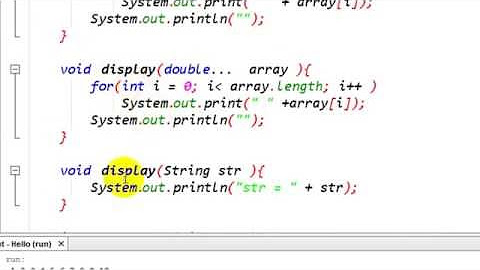 System.out.print(" " + array[i]);
System.out.println("");
}
void display(double... array ){
for(int i = 0; i< array.length; i++ )
System.out.print(" " +array[i]);
System.out.println("");
}
void display(String str ){
System.out.println("str = " + str);
}
t - Hello (run) X
run: